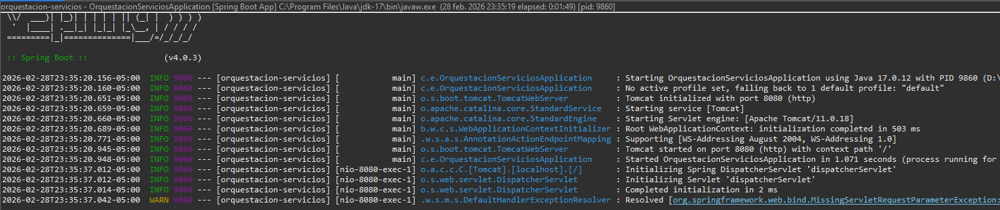 orquestacion-servicios - OrquestacionServiciosApplication [Spring Boot App] C:\Program Files\Java\jdk-17\bin\javaw.exe (28 feb. 2026 23:35:19 elapsed: 0:01:49) [pid: 9860]
 \\/  ___)| |_)| | | | | || (_| |  ) ) ) )
  '  |____| .__|_| |_|_| |_\__, | / / / /
 =========|_|==============|___/=/_/_/_/
 :: Spring Boot ::                (v4.0.3)
2026-02-28T23:35:20.156-05:00  INFO 9860 --- [orquestacion-servicios] [           main] c.e.OrquestacionServiciosApplication     : Starting OrquestacionServiciosApplication using Java 17.0.12 with PID 9860 (D:\
2026-02-28T23:35:20.160-05:00  INFO 9860 --- [orquestacion-servicios] [           main] c.e.OrquestacionServiciosApplication     : No active profile set, falling back to 1 default profile: "default"
2026-02-28T23:35:20.651-05:00  INFO 9860 --- [orquestacion-servicios] [           main] o.s.boot.tomcat.TomcatWebServer          : Tomcat initialized with port 8080 (http)
2026-02-28T23:35:20.659-05:00  INFO 9860 --- [orquestacion-servicios] [           main] o.apache.catalina.core.StandardService   : Starting service [Tomcat]
2026-02-28T23:35:20.660-05:00  INFO 9860 --- [orquestacion-servicios] [           main] o.apache.catalina.core.StandardEngine    : Starting Servlet engine: [Apache Tomcat/11.0.18]
2026-02-28T23:35:20.689-05:00  INFO 9860 --- [orquestacion-servicios] [           main] b.w.c.s.WebApplicationContextInitializer : Root WebApplicationContext: initialization completed in 503 ms
2026-02-28T23:35:20.771-05:00  INFO 9860 --- [orquestacion-servicios] [           main] .w.s.a.s.AnnotationActionEndpointMapping : Supporting [WS-Addressing August 2004, WS-Addressing 1.0]
2026-02-28T23:35:20.945-05:00  INFO 9860 --- [orquestacion-servicios] [           main] o.s.boot.tomcat.TomcatWebServer          : Tomcat started on port 8080 (http) with context path '/'
2026-02-28T23:35:20.948-05:00  INFO 9860 --- [orquestacion-servicios] [           main] c.e.OrquestacionServiciosApplication     : Started OrquestacionServiciosApplication in 1.071 seconds (process running for
2026-02-28T23:35:37.012-05:00  INFO 9860 --- [orquestacion-servicios] [nio-8080-exec-1] o.a.c.c.C.[Tomcat].[localhost].[/]       : Initializing Spring DispatcherServlet 'dispatcherServlet'
2026-02-28T23:35:37.012-05:00  INFO 9860 --- [orquestacion-servicios] [nio-8080-exec-1] o.s.web.servlet.DispatcherServlet        : Initializing Servlet 'dispatcherServlet'
2026-02-28T23:35:37.014-05:00  INFO 9860 --- [orquestacion-servicios] [nio-8080-exec-1] o.s.web.servlet.DispatcherServlet        : Completed initialization in 2 ms
2026-02-28T23:35:37.042-05:00  WARN 9860 --- [orquestacion-servicios] [nio-8080-exec-1] .w.s.m.s.DefaultHandlerExceptionResolver : Resolved [org.springframework.web.bind.MissingServletRequestParameterException: